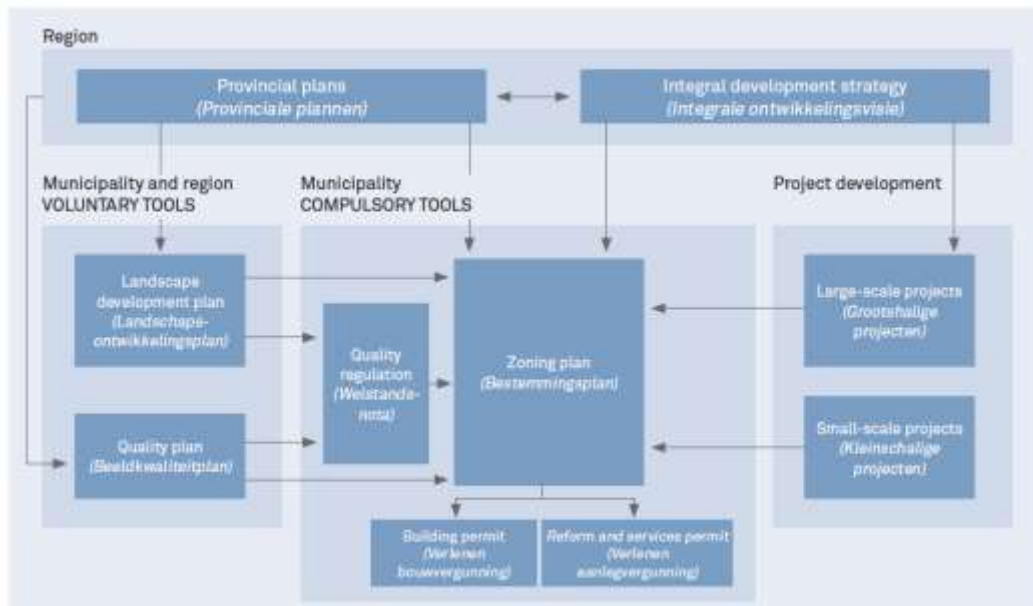 Region
Provincial plans
(Provinciale plannen)
Integral development strategy
(Integrale ontwikkelingsvisie)
Municipality and region
VOLUNTARY TOOLS
Municipality
COMPULSORY TOOLS
Project development
Landscape
development plan
(Landschaps-
ontwikkelingsplan)
Quality plan
(Beeldkwaliteitplan)
Quality
regulation
(Welstands-
nota)
Zoning plan
(Bestemmingsplan)
Large-scale projects
(Grootshalige
projecten)
Small-scale projects
(Kleinschalige
projecten)
Building permit
(Verlenen
bouwvergunning)
Reform and services permit
(Verlenen
aanlegvergunning)